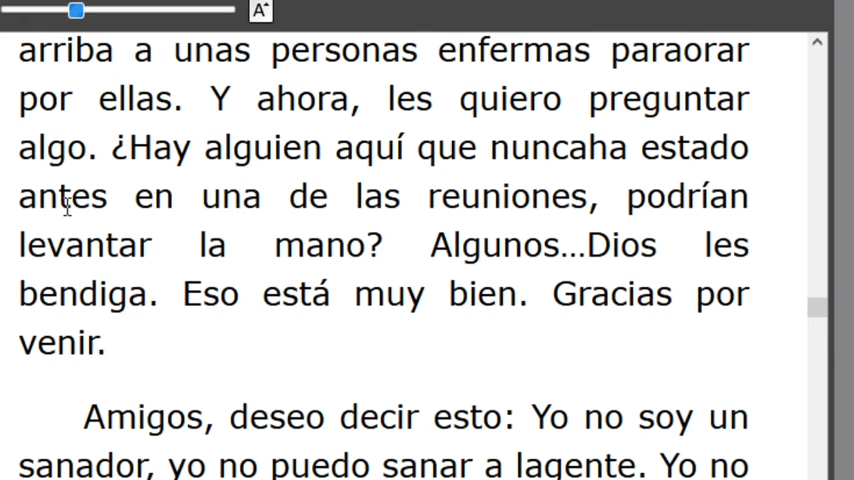 A
arriba a unas personas enfermas paraorar
por ellas. Y ahora, les quiero preguntar
algo. ¿Hay alguien aquí que nuncaha estado
antes en una de las reuniones, podrían
levantar la mano? Algunos...Dios les
bendiga. Eso está muy bien. Gracias por
venir.
Amigos, deseo decir esto: Yo no soy un
sanador, yo no puedo sanar a lagente. Yo no